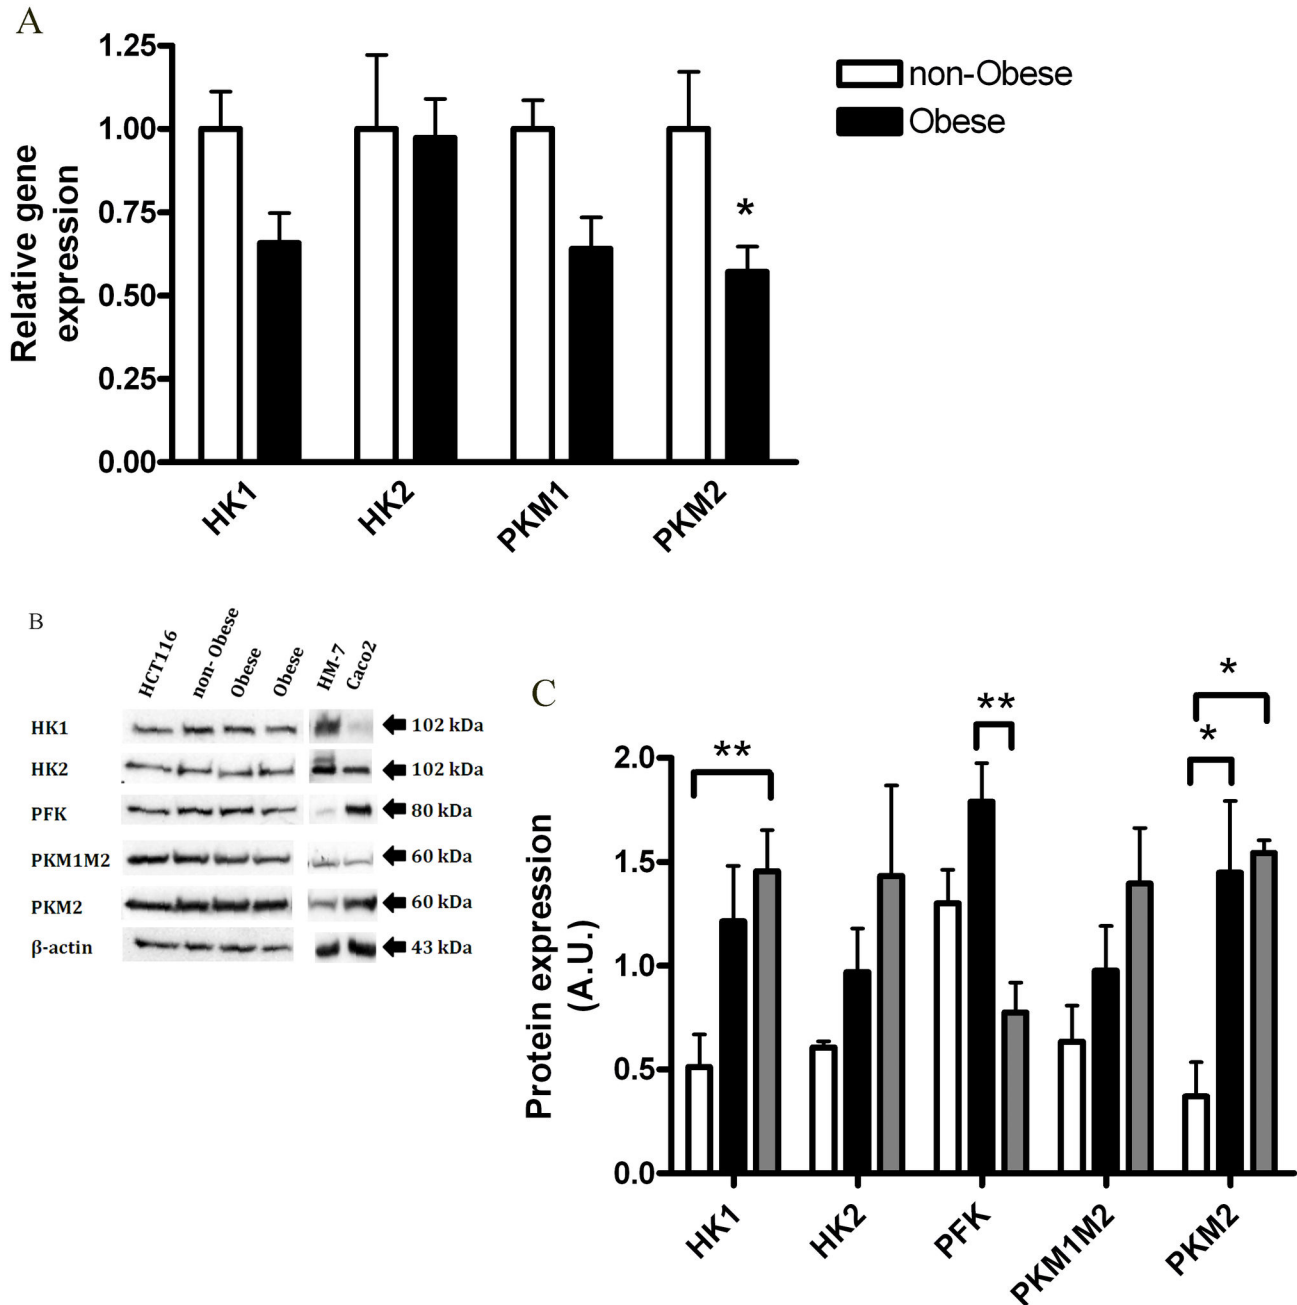 A
1.25
1.00
0.75
0.50
0.25
0.00
Relative gene
expression
*
HK1
HK2
PKM1
PKM2
non-Obese
Obese
B
HCT116
non-Obese
Obese
Obese
HM-7
Caco2
HK1
102 kDa
HK2
102 kDa
PFK
80 kDa
PKM1M2
60 kDa
PKM2
60 kDa
β-actin
43 kDa
C
2.0
1.5
1.0
0.5
0.0
Protein expression
(A.U.)
**
**
*
*
HK1
HK2
PFK
PKM1M2
PKM2